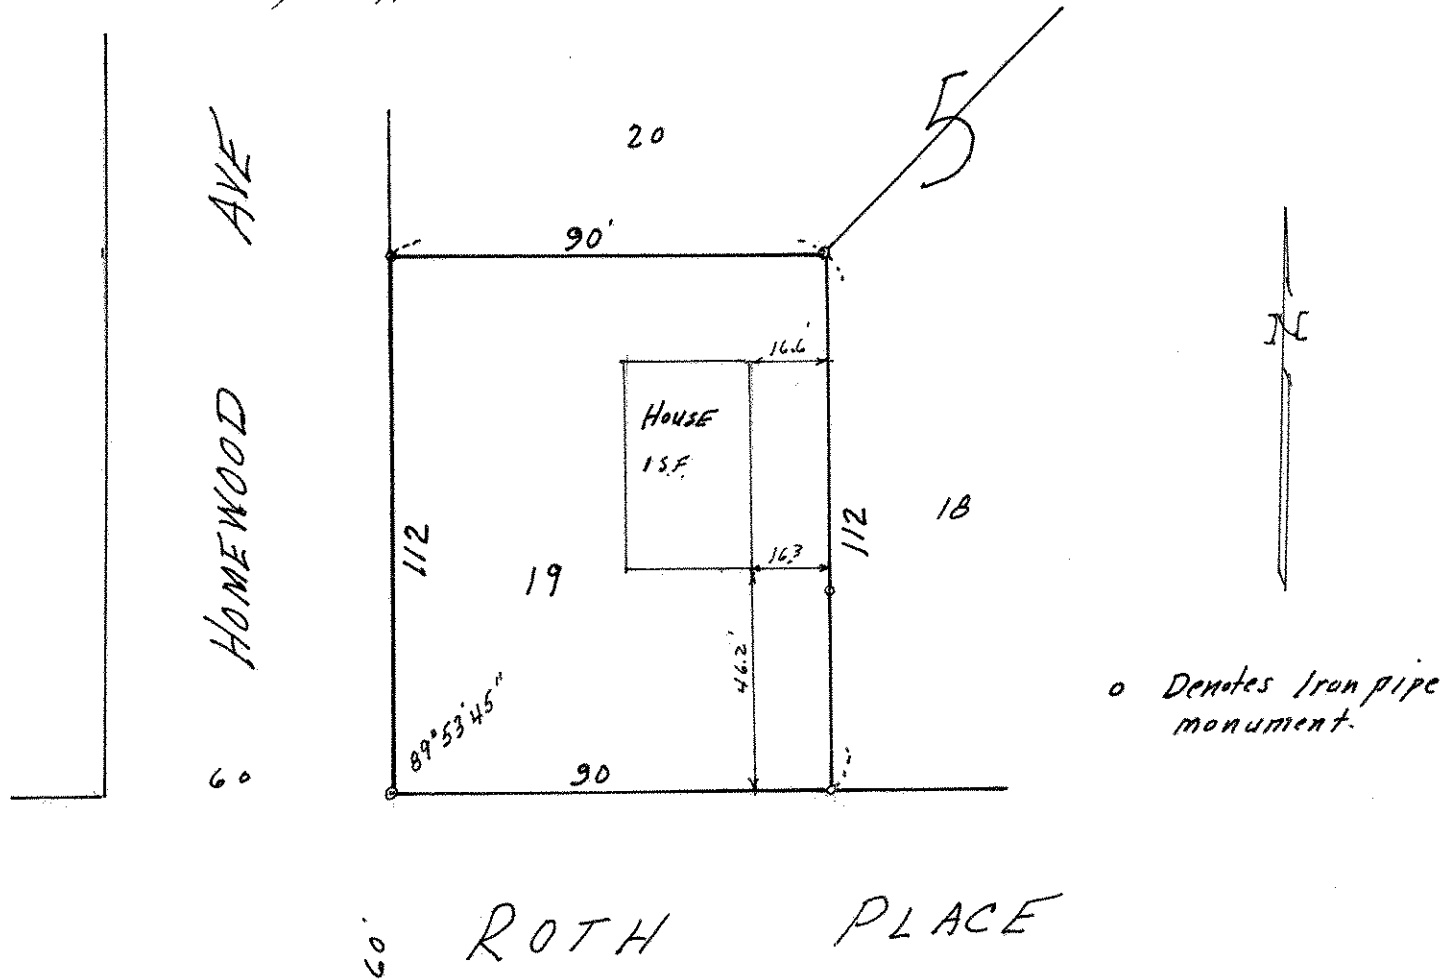 20
5
AVE
90'
N
16.6'
HOUSE
1 S.F.
HOMEWOOD
112
19
16.3
112
18
46.2'
o Denotes Iron pipe
monument.
89°53'45"
60
90
60'
ROTH PLACE